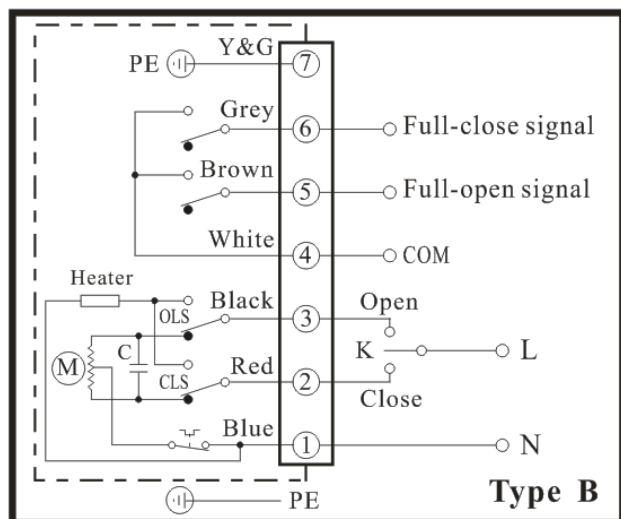 Y&G
PE 7
Grey
6 Full-close signal
Brown
5 Full-open signal
White
4 COM
Heater
Black Open
OLS 3
C K L
M Red
CLS 2
Close
Blue
1 N
PE Type B